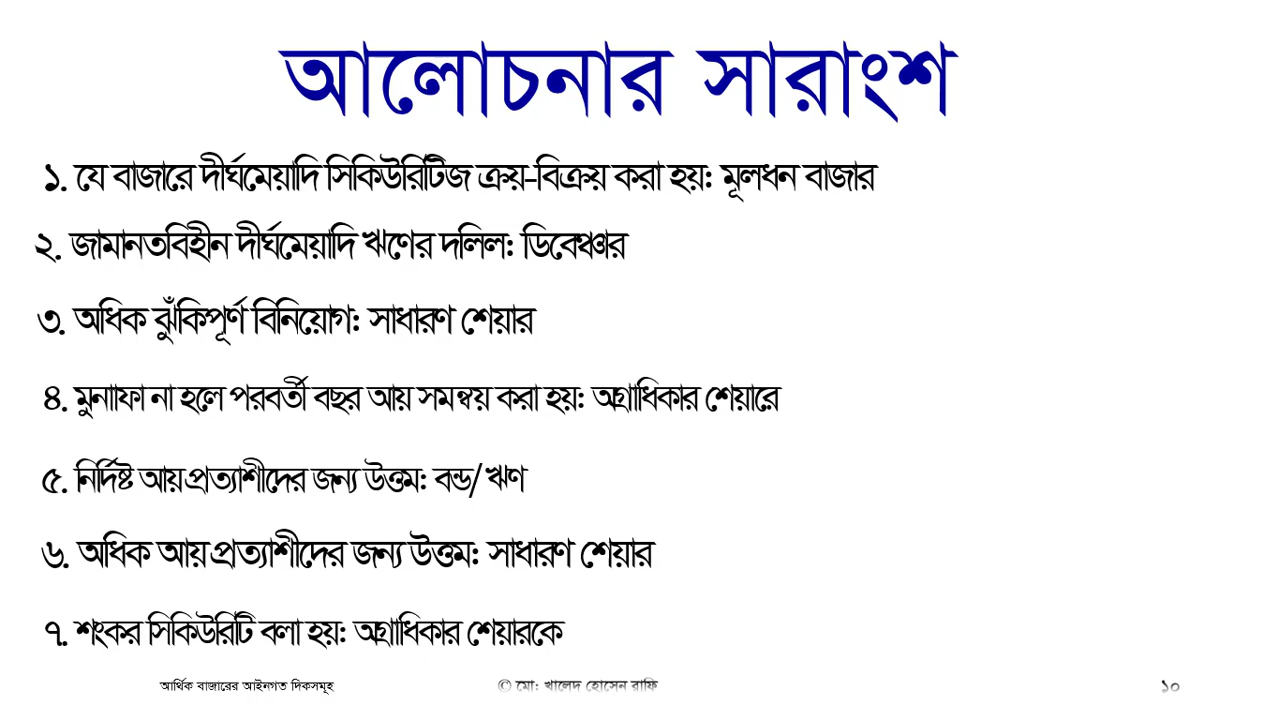 আলোচনার সারাংশ
১. যে বাজারে দীর্ঘমেয়াদি সিকিউরিটিজ ক্রয়-বিক্রয় করা হয়: মূলধন বাজার
২. জামানতবিহীন দীর্ঘমেয়াদি ঋণের দলিল: ডিবেঞ্চার
৩. অধিক ঝুঁকিপূর্ণ বিনিয়োগ: সাধারণ শেয়ার
৪. মুনাাফা না হলে পরবর্তী বছর আয় সমন্বয় করা হয়: অগ্রাধিকার শেয়ারে
৫. নির্দিষ্ট আয় প্রত্যাশীদের জন্য উত্তম: বন্ড/ ঋণ
৬. অধিক আয় প্রত্যাশীদের জন্য উত্তম: সাধারণ শেয়ার
৭. শংকর সিকিউরিটি বলা হয়: অগ্রাধিকার শেয়ারকে
আর্থিক বাজারের আইনগত দিকসমূহ © মো: খালেদ হোসেন রাফি ১০